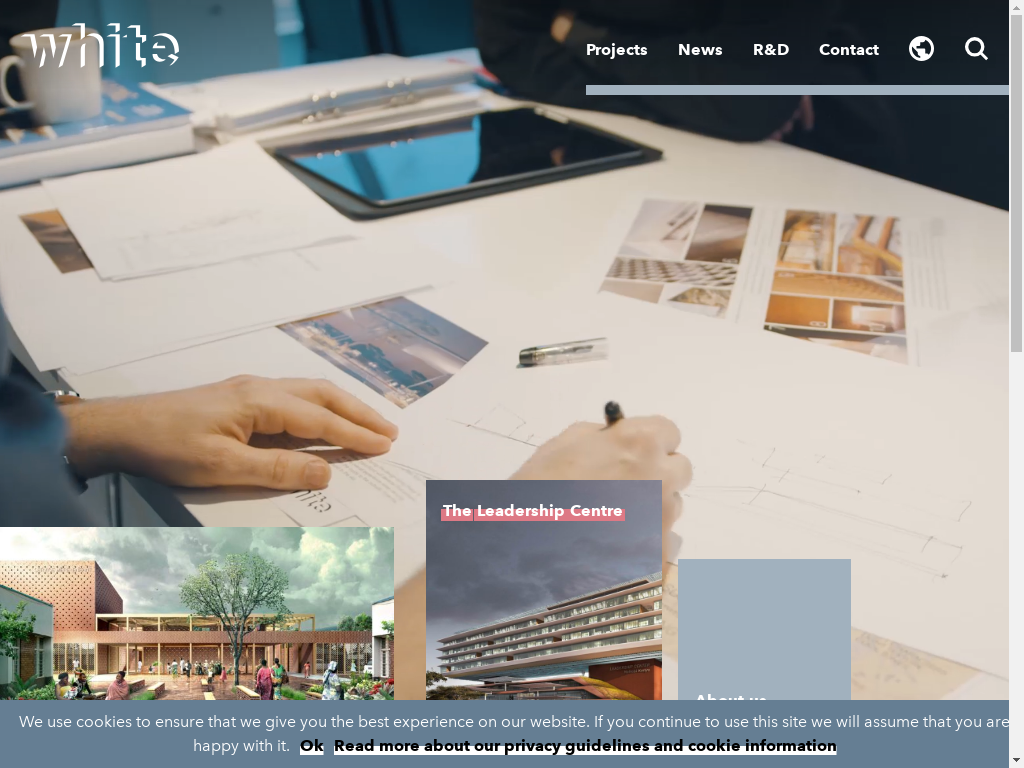 white
Projects
News
R&D
Contact
The Leadership Centre
About us
We use cookies to ensure that we give you the best experience on our website. If you continue to use this site we will assume that you are
happy with it. Ok Read more about our privacy guidelines and cookie information